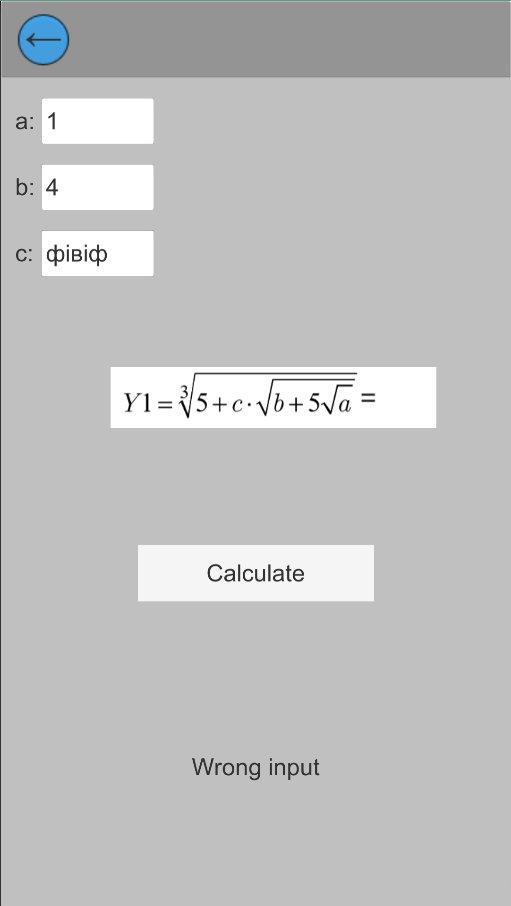 a: 1
b: 4
c: фівіф
Y1 = ∛(5 + c · √(b + 5√a)) =
Calculate
Wrong input